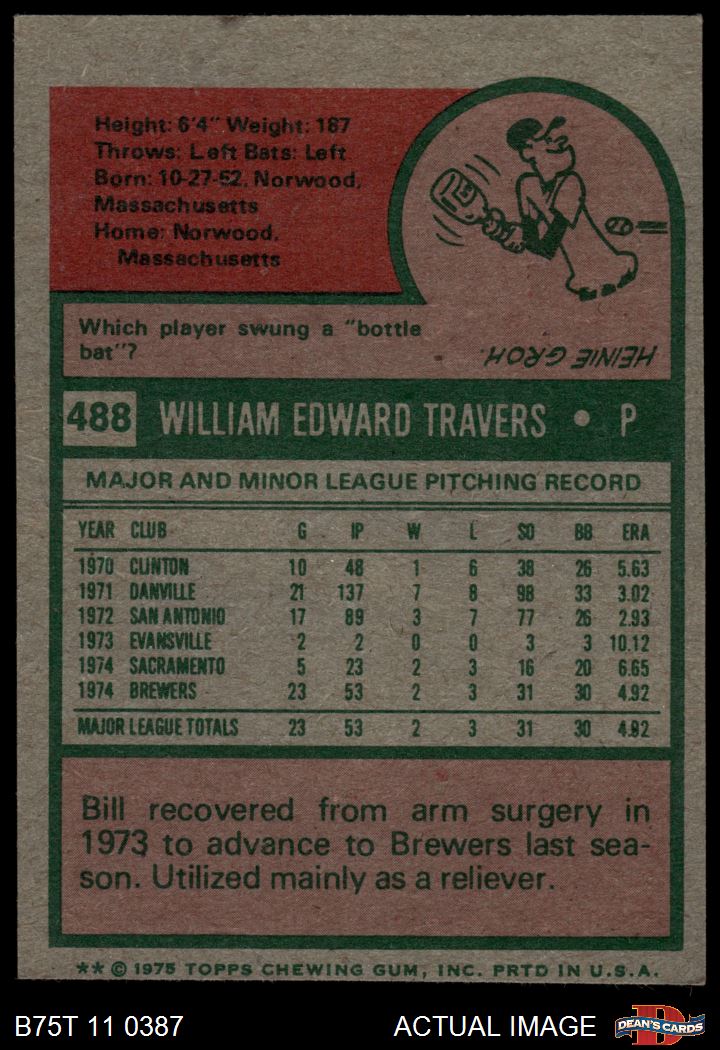 Height: 6'4" Weight: 187
Throws: Left Bats: Left
Born: 10-27-52, Norwood,
Massachusetts
Home: Norwood,
Massachusetts
Which player swung a "bottle
bat"?
HEINIE GROH.
488 WILLIAM EDWARD TRAVERS • P
MAJOR AND MINOR LEAGUE PITCHING RECORD
YEAR CLUB G IP W L SO BB ERA
1970 CLINTON 10 48 1 6 38 26 5.63
1971 DANVILLE 21 137 7 8 98 33 3.02
1972 SAN ANTONIO 17 89 3 7 77 26 2.93
1973 EVANSVILLE 2 2 0 0 3 3 10.12
1974 SACRAMENTO 5 23 2 3 16 20 6.65
1974 BREWERS 23 53 2 3 31 30 4.92
MAJOR LEAGUE TOTALS 23 53 2 3 31 30 4.92
Bill recovered from arm surgery in
1973 to advance to Brewers last sea-
son. Utilized mainly as a reliever.
** © 1975 TOPPS CHEWING GUM, INC. PRTD IN U.S.A.
B75T 11 0387 ACTUAL IMAGE DEAN'S CARDS